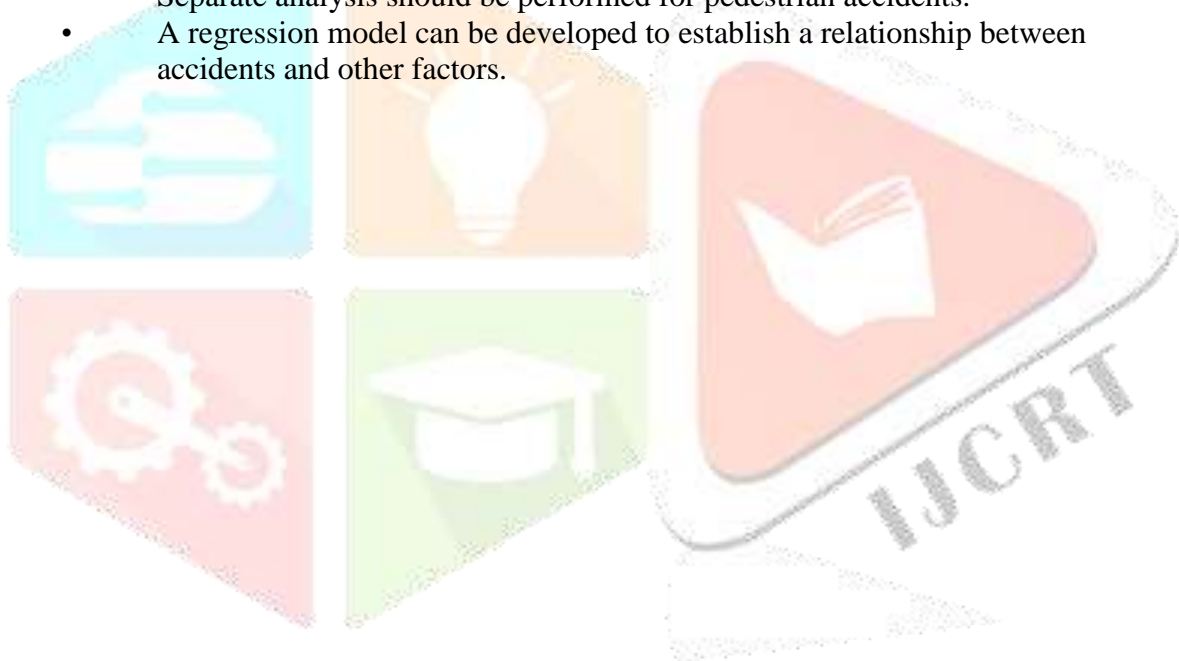 Separate analysis should be performed for pedestrian accidents.
• A regression model can be developed to establish a relationship between
accidents and other factors.
IJCRT